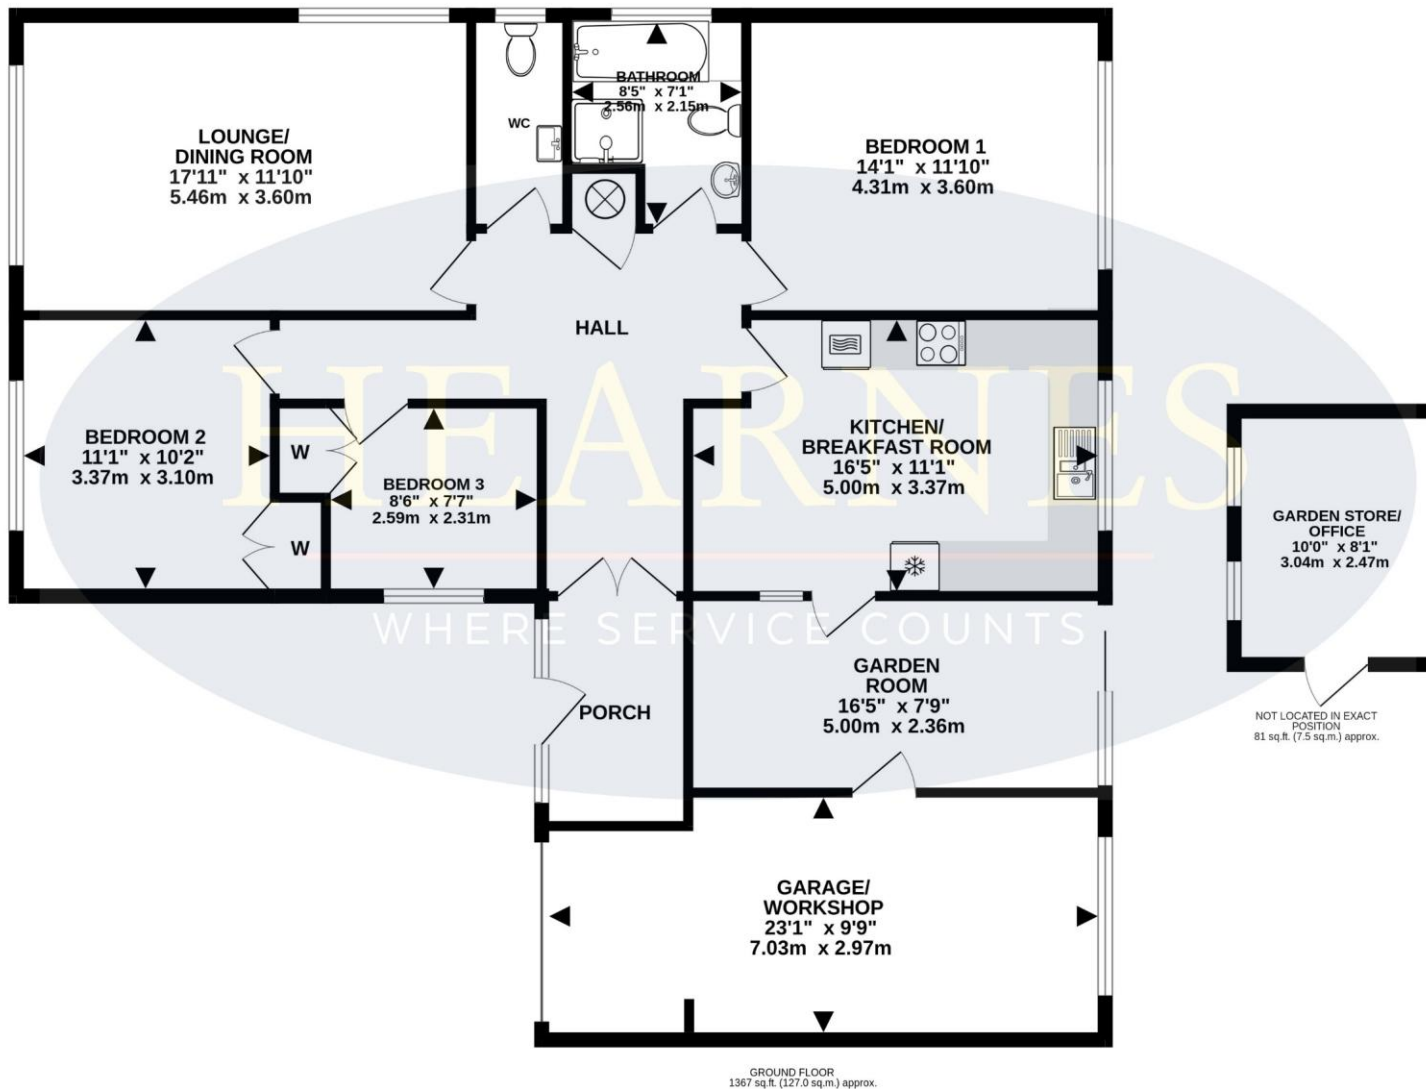 LOUNGE/
DINING ROOM
17'11" x 11'10"
5.46m x 3.60m
WC
BATHROOM
8'5" x 7'1"
2.56m x 2.15m
BEDROOM 1
14'1" x 11'10"
4.31m x 3.60m
HALL
BEDROOM 2
11'1" x 10'2"
3.37m x 3.10m
W
W
BEDROOM 3
8'6" x 7'7"
2.59m x 2.31m
KITCHEN/
BREAKFAST ROOM
16'5" x 11'1"
5.00m x 3.37m
HEARNES
WHERE SERVICE COUNTS
GARDEN STORE/
OFFICE
10'0" x 8'1"
3.04m x 2.47m
NOT LOCATED IN EXACT
POSITION
81 sq.ft. (7.5 sq.m.) approx.
PORCH
GARDEN
ROOM
16'5" x 7'9"
5.00m x 2.36m
GARAGE/
WORKSHOP
23'1" x 9'9"
7.03m x 2.97m
GROUND FLOOR
1367 sq.ft. (127.0 sq.m.) approx.